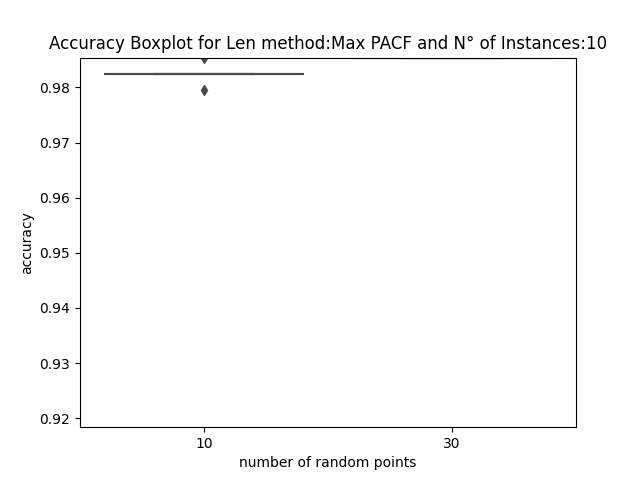 Accuracy Boxplot for Len method:Max PACF and N° of Instances:10
0.98
0.97
0.96
0.95
0.94
0.93
0.92
accuracy
10 30
number of random points